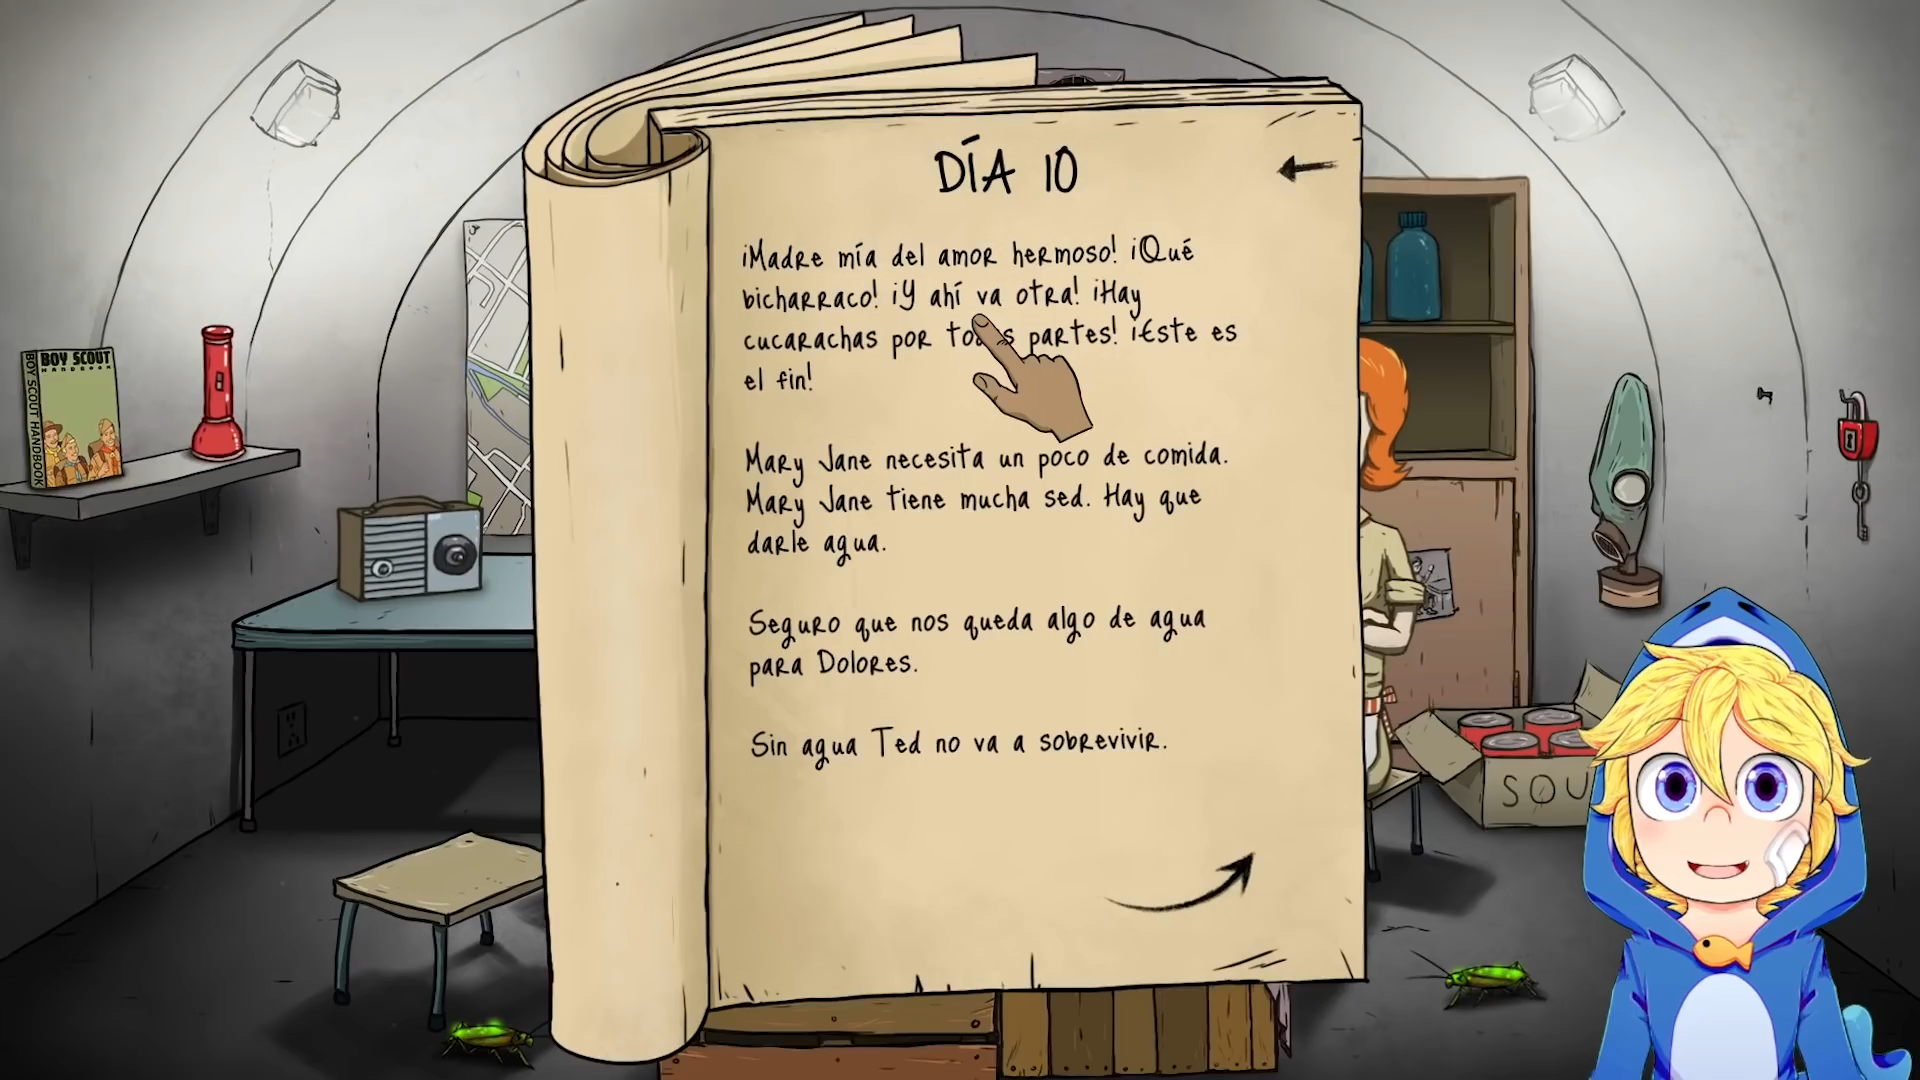 DÍA 10
¡Madre mía del amor hermoso! ¡Qué
bicharraco! ¡Y ahí va otra! ¡Hay
cucarachas por todas partes! ¡Este es
el fin!
Mary Jane necesita un poco de comida.
Mary Jane tiene mucha sed. Hay que
darle agua.
Seguro que nos queda algo de agua
para Dolores.
Sin agua Ted no va a sobrevivir.
BOY SCOUT
HANDBOOK
BOY SCOUT HANDBOOK
SOU